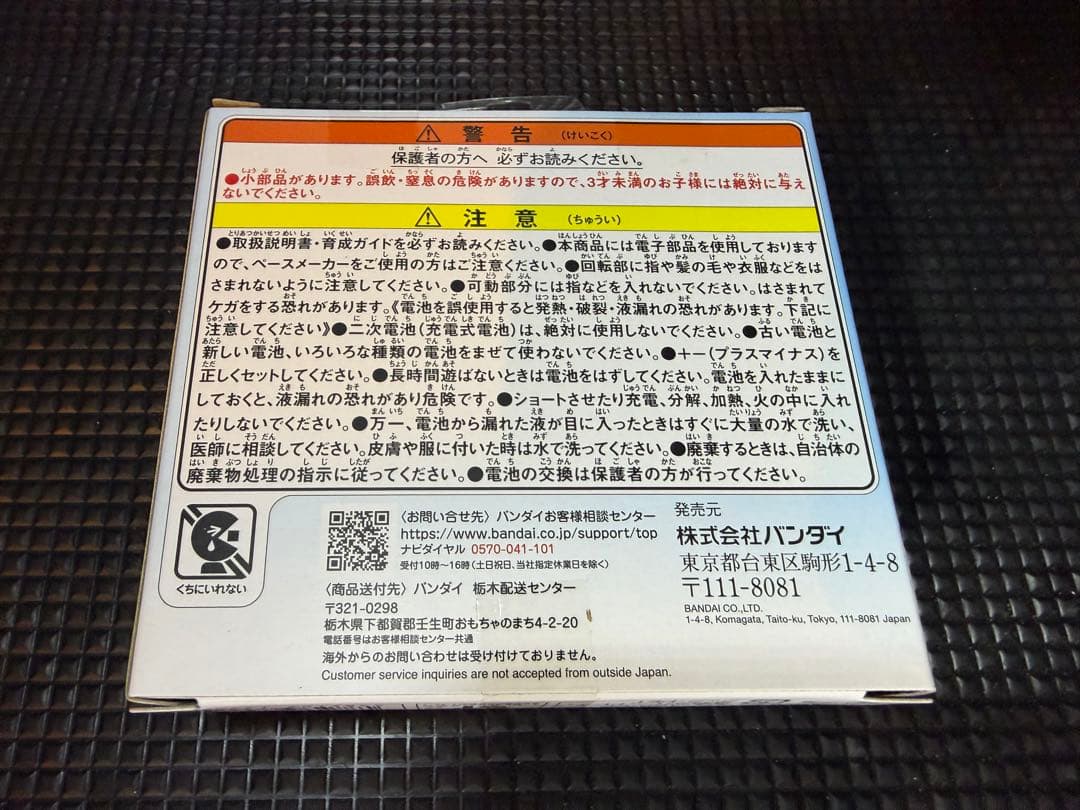 ⚠ 警告 (けいこく)
保護者の方へ 必ずお読みください。
●小部品があります。誤飲・窒息の危険がありますので、3才未満のお子様には絶対に与え
ないでください。
⚠ 注意 (ちゅうい)
●取扱説明書・育成ガイドを必ずお読みください。●本商品には電子部品を使用しております
ので、ペースメーカーをご使用の方はご注意ください。●回転部に指や髪の毛や衣服などをは
さまれないように注意してください。●可動部分には指などを入れないでください。はさまれて
ケガをする恐れがあります。《電池を誤使用すると発熱・破裂・液漏れの恐れがあります。下記に
注意してください》●二次電池(充電式電池)は、絶対に使用しないでください。●古い電池と
新しい電池、いろいろな種類の電池をまぜて使わないでください。●+-(プラスマイナス)を
正しくセットしてください。●長時間遊ばないときは電池をはずしてください。電池を入れたままに
しておくと、液漏れの恐れがあり危険です。●ショートさせたり充電、分解、加熱、火の中に入れ
たりしないでください。●万一、電池から漏れた液が目に入ったときはすぐに大量の水で洗い、
医師に相談してください。皮膚や服に付いた時は水で洗ってください。●廃棄するときは、自治体の
廃棄物処理の指示に従ってください。●電池の交換は保護者の方が行ってください。
くちにいれない
〈お問い合せ先〉バンダイお客様相談センター
https://www.bandai.co.jp/support/top
ナビダイヤル 0570-041-101
受付10時〜16時(土日祝日、当社指定休業日を除く)
〈商品送付先〉バンダイ 栃木配送センター
〒321-0298
栃木県下都賀郡壬生町おもちゃのまち4-2-20
電話番号はお客様相談センター共通
海外からのお問い合わせは受け付けておりません。
Customer service inquiries are not accepted from outside Japan.
発売元
株式会社バンダイ
東京都台東区駒形1-4-8
〒111-8081
BANDAI CO.,LTD.
1-4-8, Komagata, Taito-ku, Tokyo, 111-8081 Japan